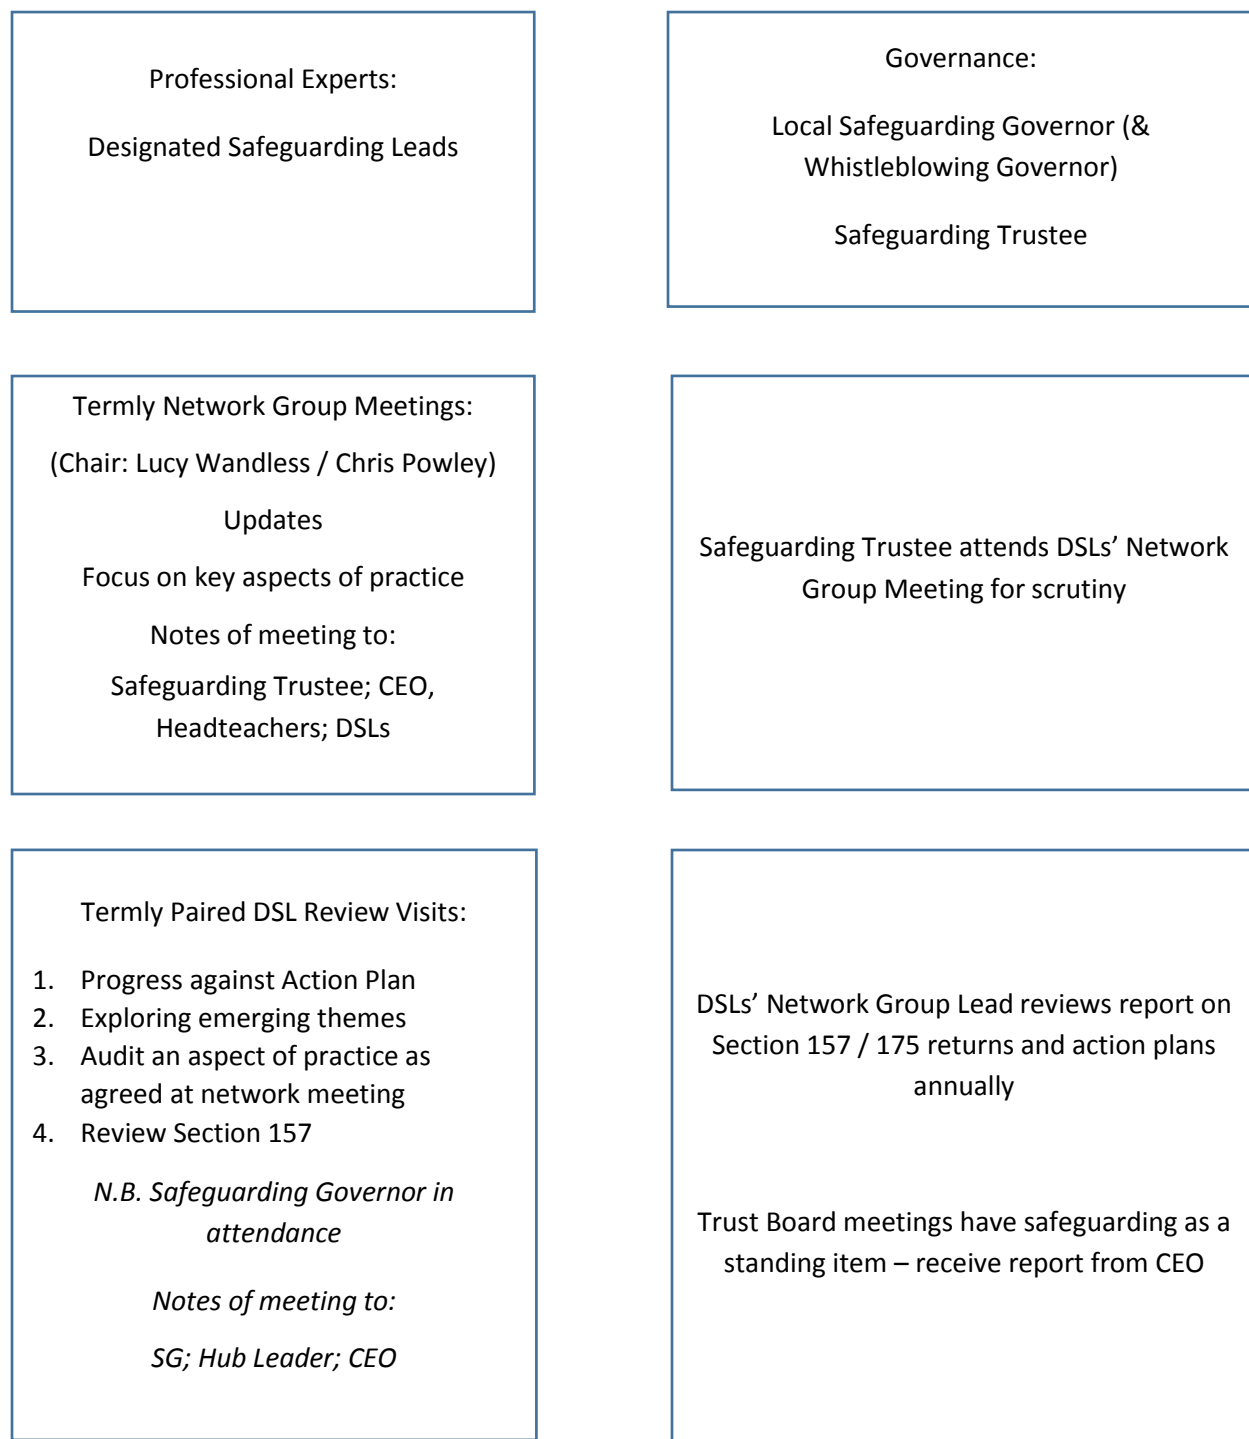 Professional Experts:
Designated Safeguarding Leads
Governance:
Local Safeguarding Governor (&
Whistleblowing Governor)
Safeguarding Trustee
Termly Network Group Meetings:
(Chair: Lucy Wandless / Chris Powley)
Updates
Focus on key aspects of practice
Notes of meeting to:
Safeguarding Trustee; CEO,
Headteachers; DSLs
Safeguarding Trustee attends DSLs’ Network
Group Meeting for scrutiny
Termly Paired DSL Review Visits:
1. Progress against Action Plan
2. Exploring emerging themes
3. Audit an aspect of practice as
agreed at network meeting
4. Review Section 157
N.B. Safeguarding Governor in
attendance
Notes of meeting to:
SG; Hub Leader; CEO
DSLs’ Network Group Lead reviews report on
Section 157 / 175 returns and action plans
annually
Trust Board meetings have safeguarding as a
standing item – receive report from CEO